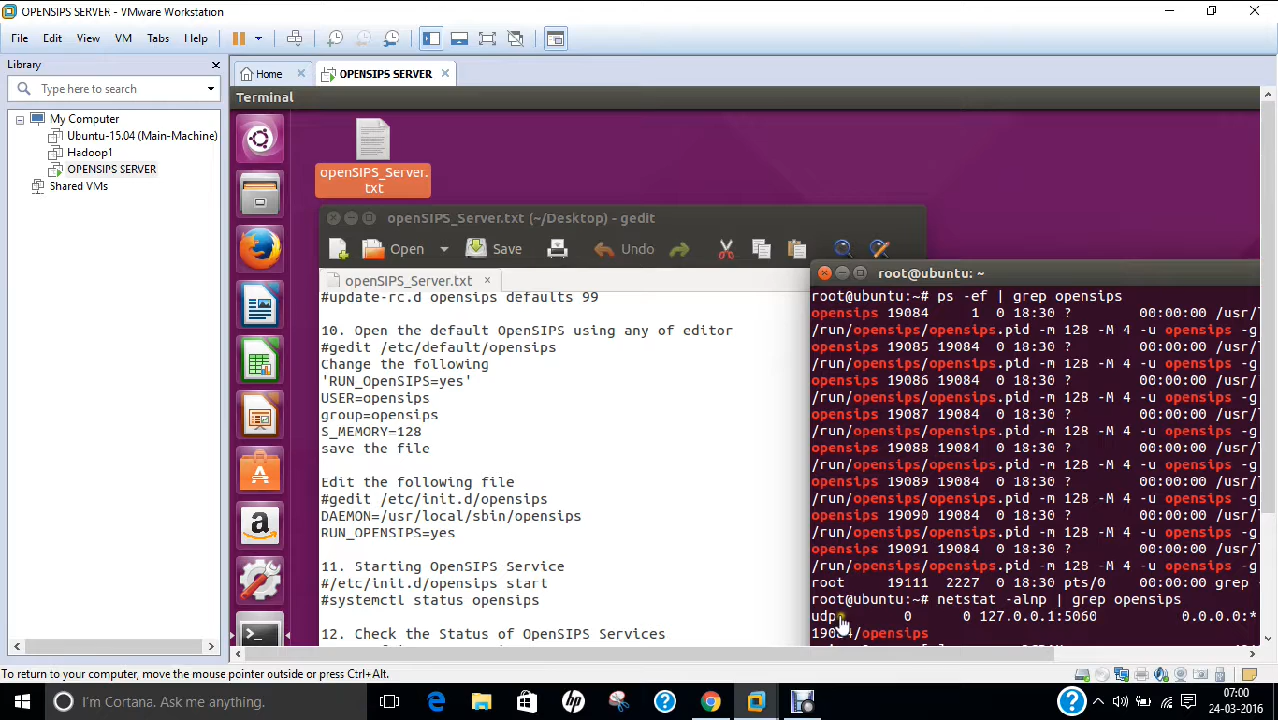 OPENSIPS SERVER - VMware Workstation
File Edit View VM Tabs Help
Library
Type here to search
My Computer
Ubuntu-15.04 (Main-Machine)
Hadoop1
OPENSIPS SERVER
Shared VMs
Home
OPENSIPS SERVER
Terminal
openSIPS_Server.
txt
openSIPS_Server.txt (~/Desktop) - gedit
Open Save Undo
openSIPS_Server.txt
#update-rc.d opensips defaults 99
10. Open the default OpenSIPS using any of editor
#gedit /etc/default/opensips
Change the following
'RUN_OpenSIPS=yes'
USER=opensips
group=opensips
S_MEMORY=128
save the file
Edit the following file
#gedit /etc/init.d/opensips
DAEMON=/usr/local/sbin/opensips
RUN_OPENSIPS=yes
11. Starting OpenSIPS Service
#/etc/init.d/opensips start
#systemctl status opensips
12. Check the Status of OpenSIPS Services
root@ubuntu: ~
root@ubuntu:~# ps -ef | grep opensips
opensips 19084 1 0 18:30 ? 00:00:00 /usr/
/run/opensips/opensips.pid -m 128 -M 4 -u opensips -g
opensips 19085 19084 0 18:30 ? 00:00:00 /usr/l
/run/opensips/opensips.pid -m 128 -M 4 -u opensips -g
opensips 19086 19084 0 18:30 ? 00:00:00 /usr/l
/run/opensips/opensips.pid -m 128 -M 4 -u opensips -g
opensips 19087 19084 0 18:30 ? 00:00:00 /usr/l
/run/opensips/opensips.pid -m 128 -M 4 -u opensips -g
opensips 19088 19084 0 18:30 ? 00:00:00 /usr/l
/run/opensips/opensips.pid -m 128 -M 4 -u opensips -g
opensips 19089 19084 0 18:30 ? 00:00:00 /usr/l
/run/opensips/opensips.pid -m 128 -M 4 -u opensips -g
opensips 19090 19084 0 18:30 ? 00:00:00 /usr/l
/run/opensips/opensips.pid -m 128 -M 4 -u opensips -g
opensips 19091 19084 0 18:30 ? 00:00:00 /usr/l
/run/opensips/opensips.pid -m 128 -M 4 -u opensips -g
root 19111 2227 0 18:30 pts/0 00:00:00 grep
root@ubuntu:~# netstat -alnp | grep opensips
udp 0 0 127.0.0.1:5060 0.0.0.0:*
19084/opensips
To return to your computer, move the mouse pointer outside or press Ctrl+Alt.
I'm Cortana. Ask me anything.
07:00
24-03-2016